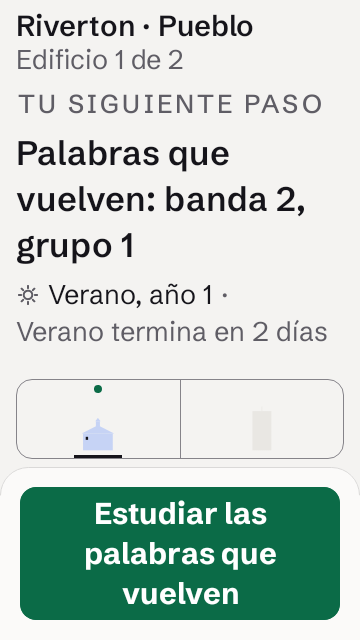 Riverton · Pueblo
Edificio 1 de 2
TU SIGUIENTE PASO
Palabras que
vuelven: banda 2,
grupo 1
Verano, año 1 ·
Verano termina en 2 días
Estudiar las
palabras que
vuelven